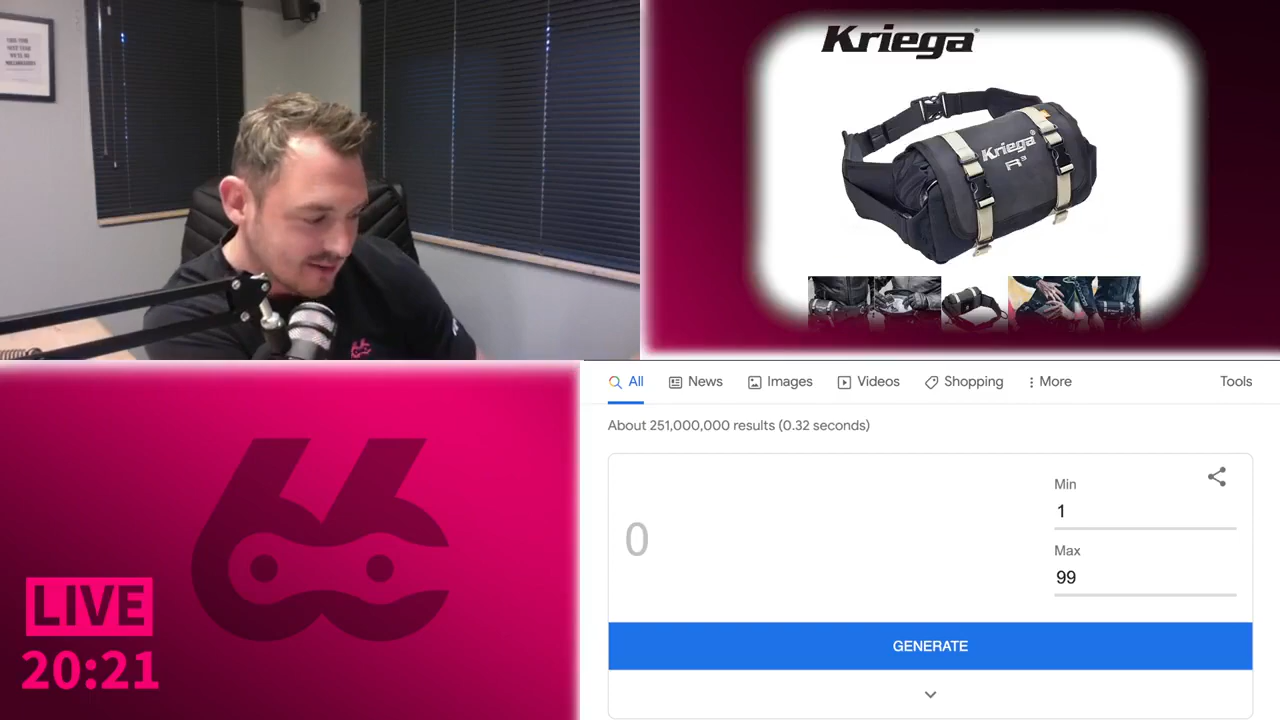 Kriega
Kriega
R3
LIVE
20:21
All
News
Images
Videos
Shopping
More
Tools
About 251,000,000 results (0.32 seconds)
0
Min
1
Max
99
GENERATE